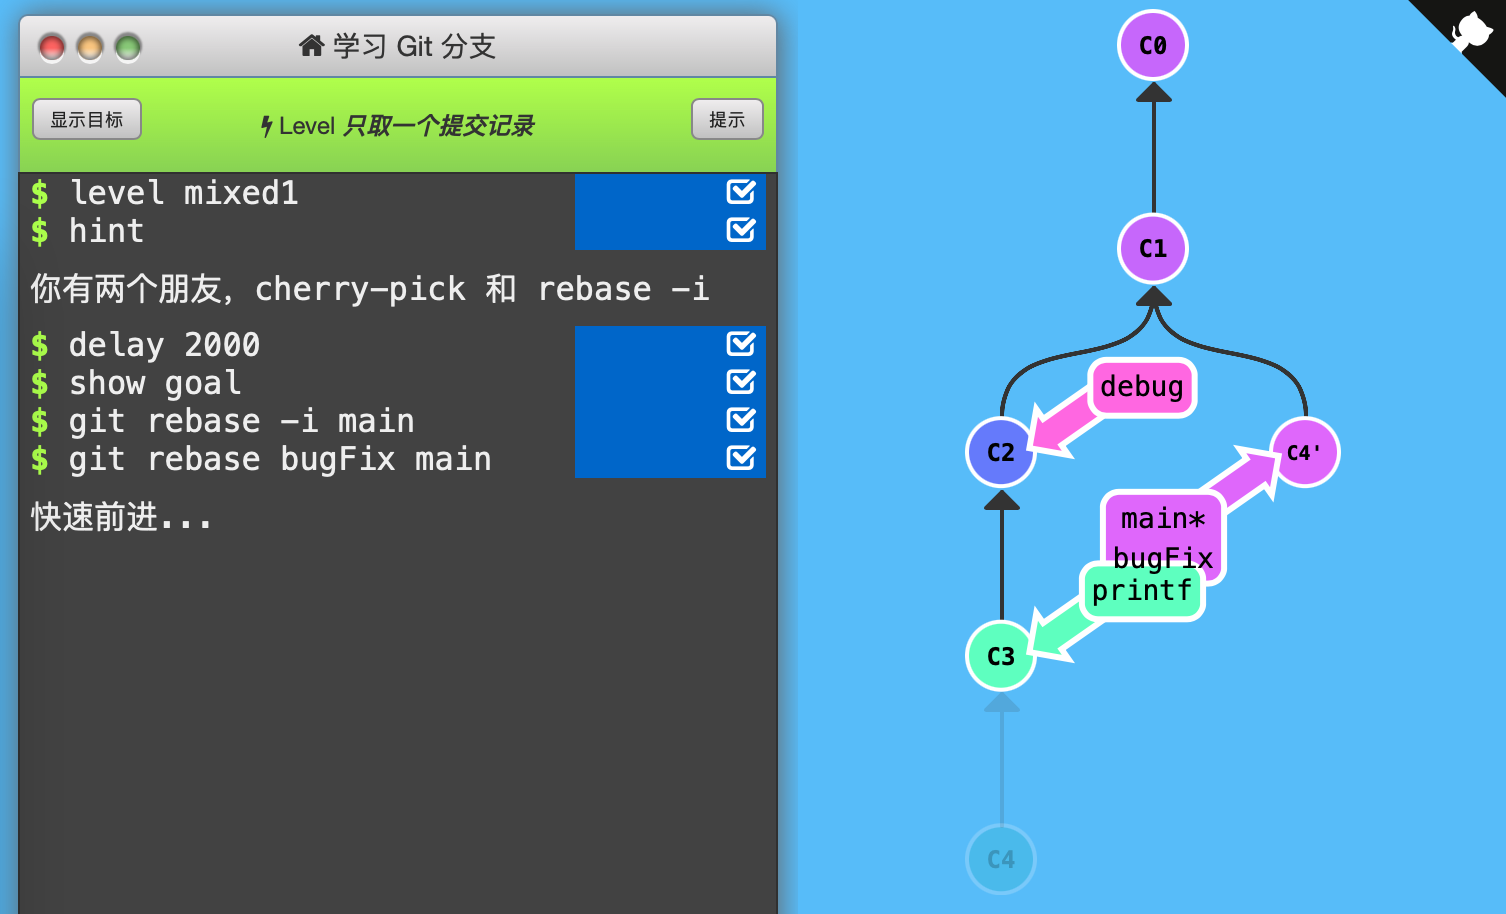 学习 Git 分支
显示目标
Level 只取一个提交记录
提示
$ level mixed1
$ hint
你有两个朋友，cherry-pick 和 rebase -i
$ delay 2000
$ show goal
$ git rebase -i main
$ git rebase bugFix main
快速前进...
C0
C1
debug
C2
C4'
main*
bugFix
printf
C3
C4